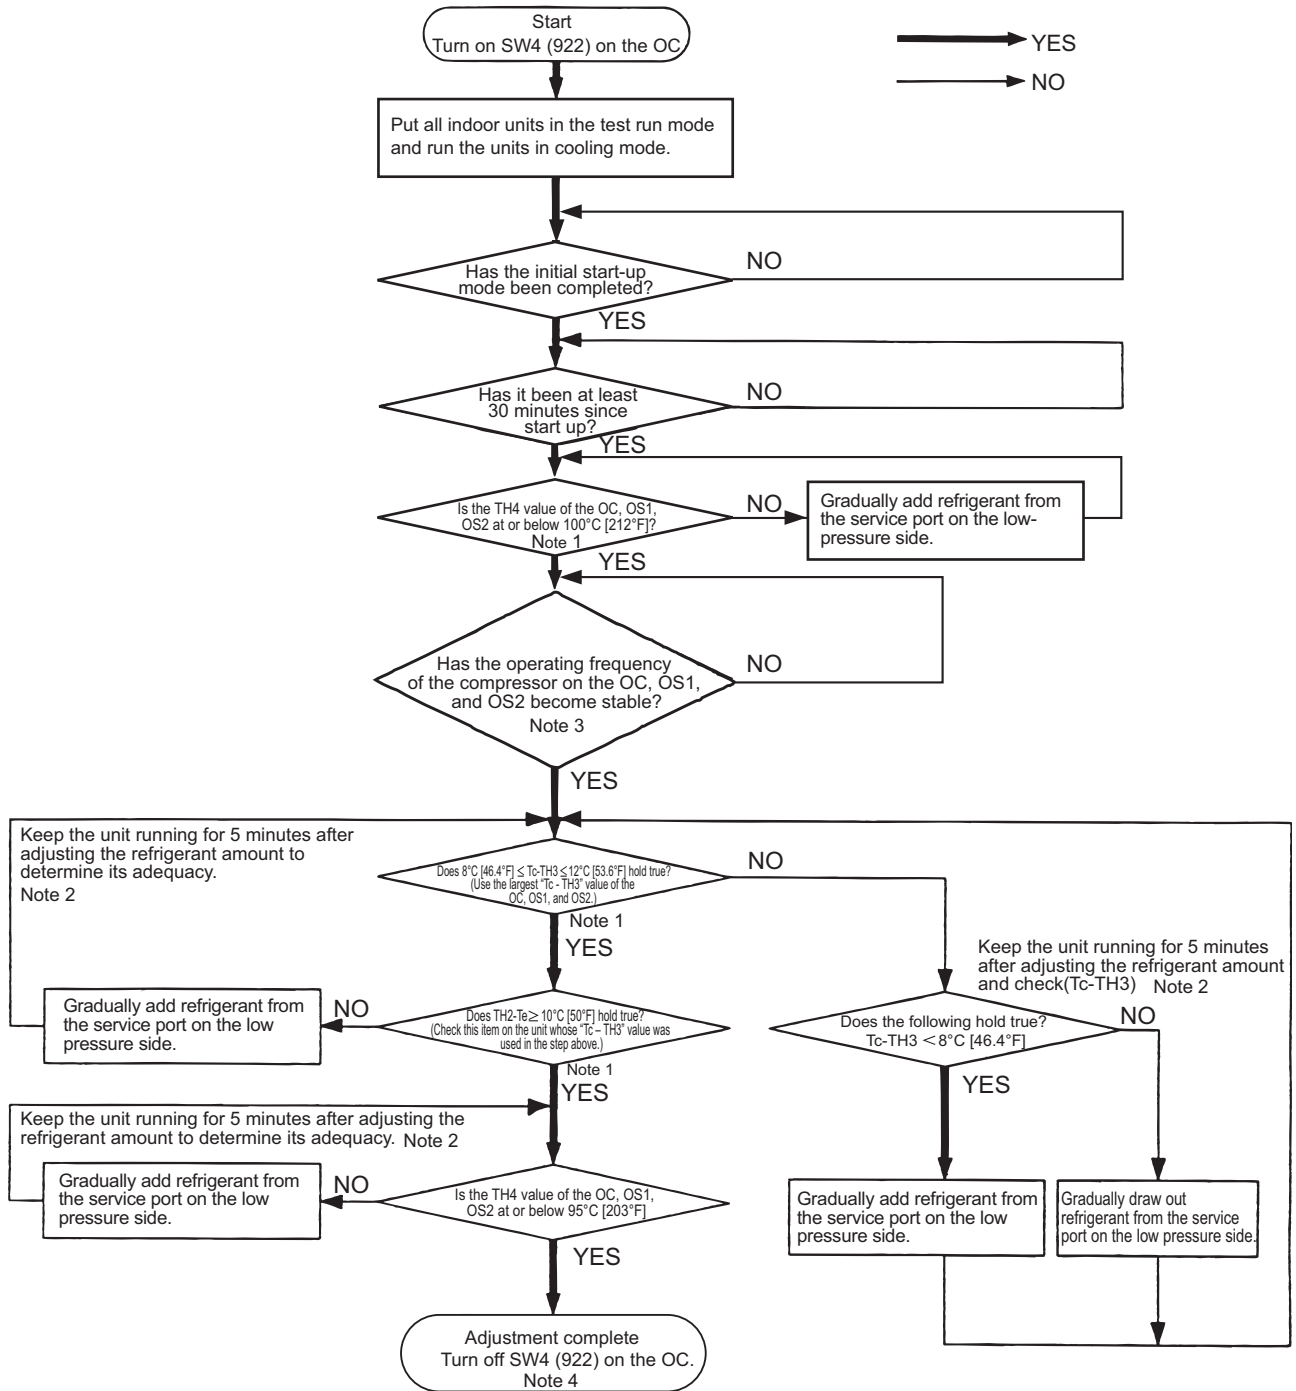 Start
Turn on SW4 (922) on the OC.
YES
NO
Put all indoor units in the test run mode
and run the units in cooling mode.
Has the initial start-up
mode been completed?
NO
YES
Has it been at least
30 minutes since
start up?
NO
YES
Is the TH4 value of the OC, OS1,
OS2 at or below 100°C [212°F]?
Note 1
NO
Gradually add refrigerant from
the service port on the low-
pressure side.
YES
Has the operating frequency
of the compressor on the OC, OS1,
and OS2 become stable?
Note 3
NO
YES
Keep the unit running for 5 minutes after
adjusting the refrigerant amount to
determine its adequacy.
Note 2
Does 8°C [46.4°F] ≤ Tc-TH3 ≤12°C [53.6°F] hold true?
(Use the largest “Tc - TH3” value of the
OC, OS1, and OS2.)
Note 1
NO
YES
Keep the unit running for 5 minutes
after adjusting the refrigerant amount
and check(Tc-TH3) Note 2
Gradually add refrigerant from
the service port on the low
pressure side.
NO
Does TH2-Te≥ 10°C [50°F] hold true?
(Check this item on the unit whose “Tc – TH3” value was
used in the step above.)
Note 1
YES
Does the following hold true?
Tc-TH3 <8°C [46.4°F]
NO
YES
Keep the unit running for 5 minutes after adjusting the
refrigerant amount to determine its adequacy. Note 2
Gradually add refrigerant from
the service port on the low
pressure side.
NO
Is the TH4 value of the OC, OS1,
OS2 at or below 95°C [203°F]
YES
Gradually add refrigerant from
the service port on the low
pressure side.
Gradually draw out
refrigerant from the service
port on the low pressure side.
Adjustment complete
Turn off SW4 (922) on the OC.
Note 4